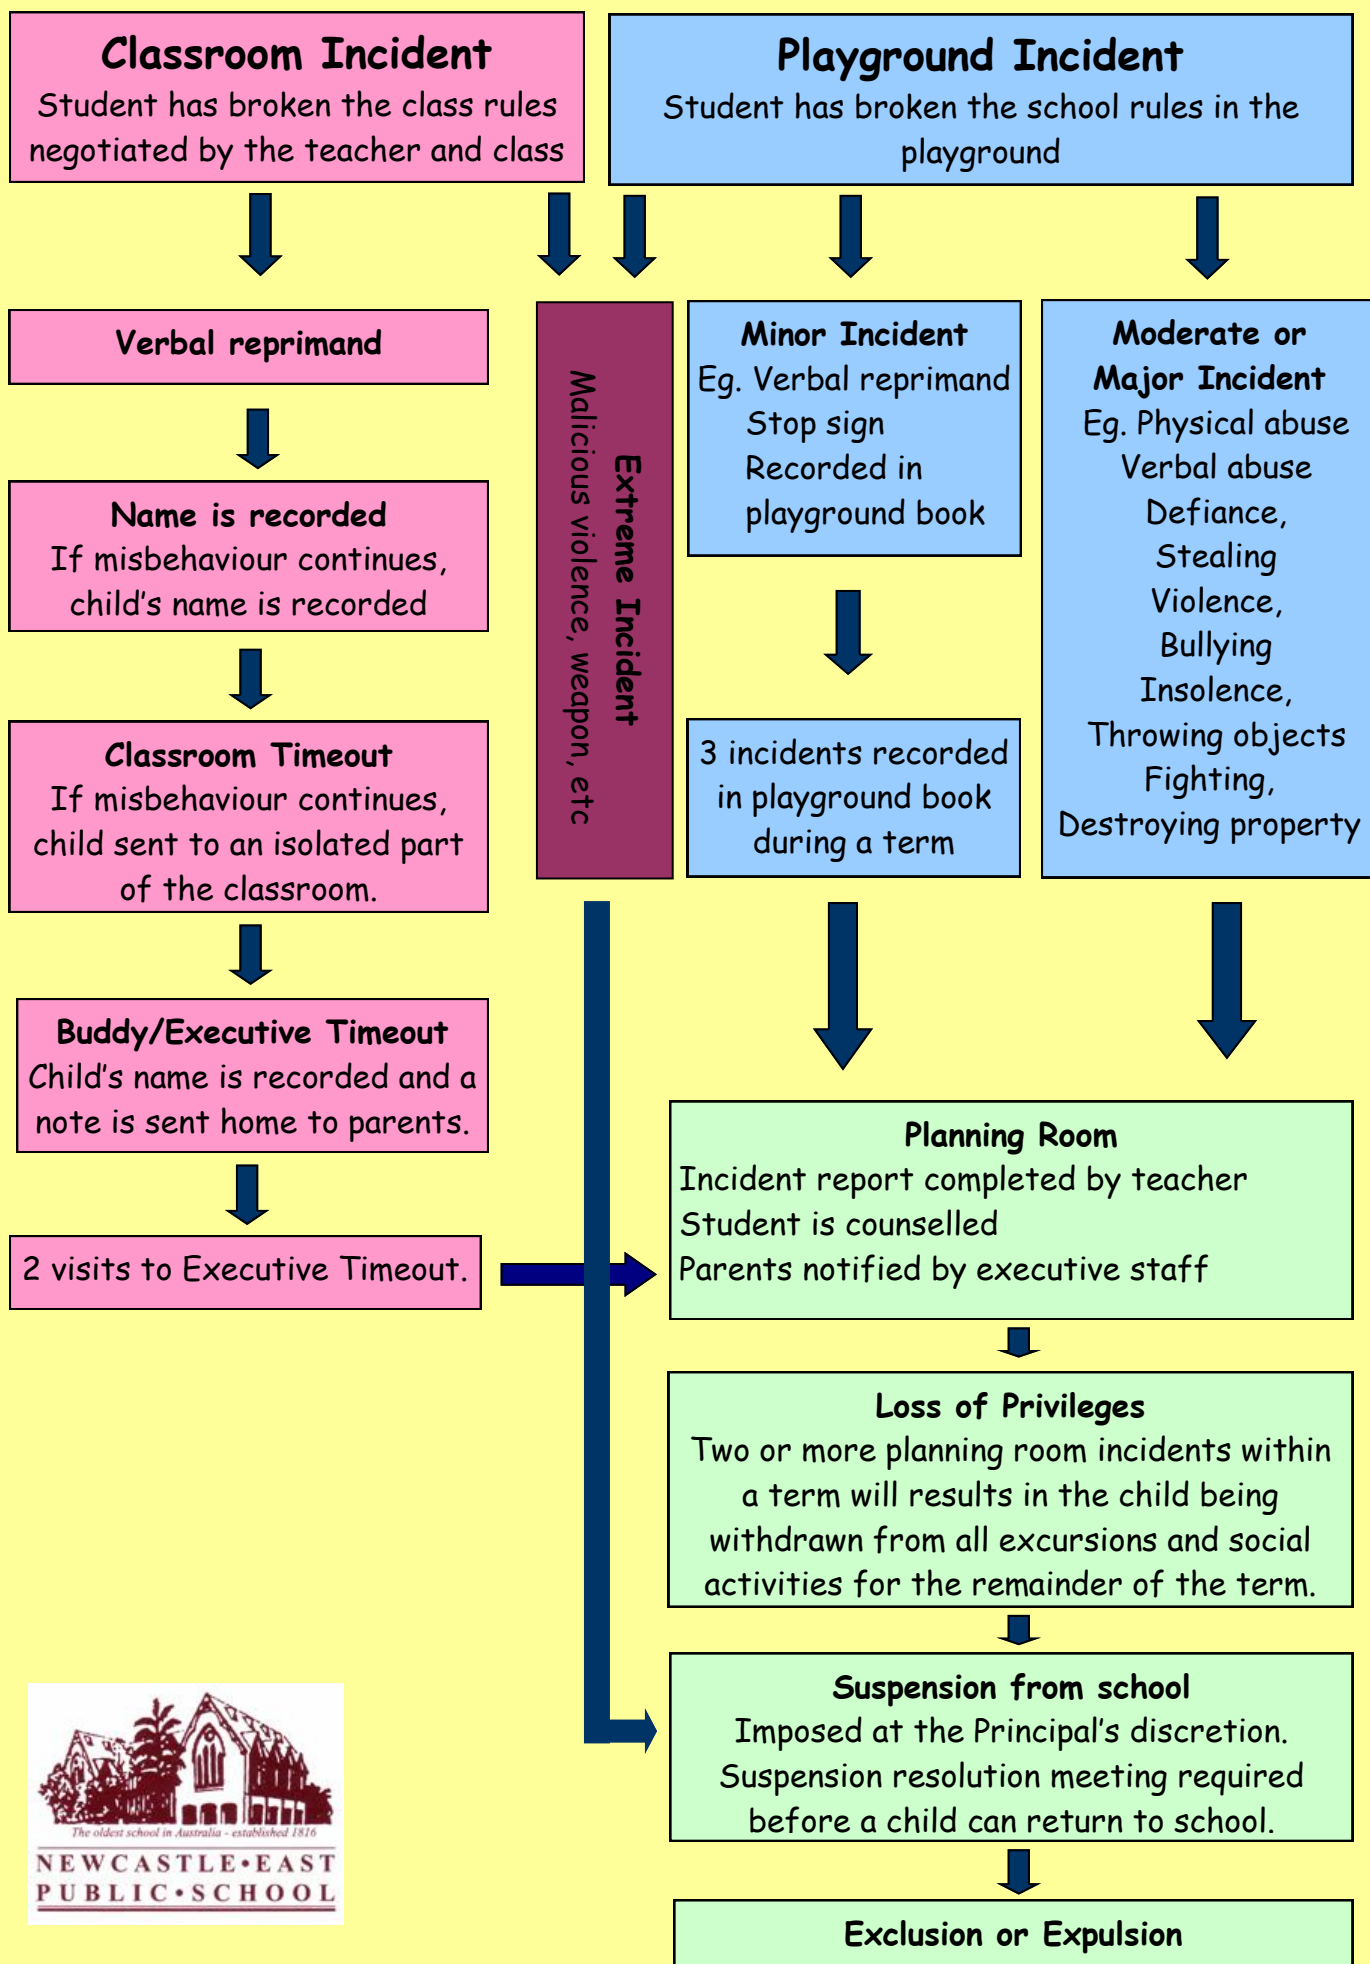 Classroom Incident
Student has broken the class rules
negotiated by the teacher and class
Playground Incident
Student has broken the school rules in the
playground
Verbal reprimand
Name is recorded
If misbehaviour continues,
child's name is recorded
Classroom Timeout
If misbehaviour continues,
child sent to an isolated part
of the classroom.
Buddy/Executive Timeout
Child's name is recorded and a
note is sent home to parents.
2 visits to Executive Timeout.
Extreme Incident
Malicious violence, weapon, etc
Minor Incident
Eg. Verbal reprimand
Stop sign
Recorded in
playground book
3 incidents recorded
in playground book
during a term
Moderate or
Major Incident
Eg. Physical abuse
Verbal abuse
Defiance,
Stealing
Violence,
Bullying
Insolence,
Throwing objects
Fighting,
Destroying property
Planning Room
Incident report completed by teacher
Student is counselled
Parents notified by executive staff
Loss of Privileges
Two or more planning room incidents within
a term will results in the child being
withdrawn from all excursions and social
activities for the remainder of the term.
Suspension from school
Imposed at the Principal's discretion.
Suspension resolution meeting required
before a child can return to school.
Exclusion or Expulsion
The oldest school in Australia - established 1816
NEWCASTLE•EAST
PUBLIC•SCHOOL